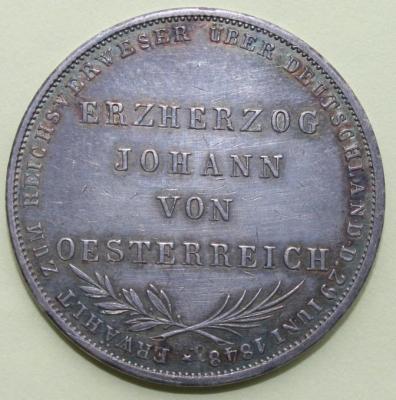 ERWÄHLT ZUM REICHSVERWESER ÜBER DEUTSCHLAND D. 29 JUNI 1848.
ERZHERZOG
JOHANN
VON
OESTERREICH